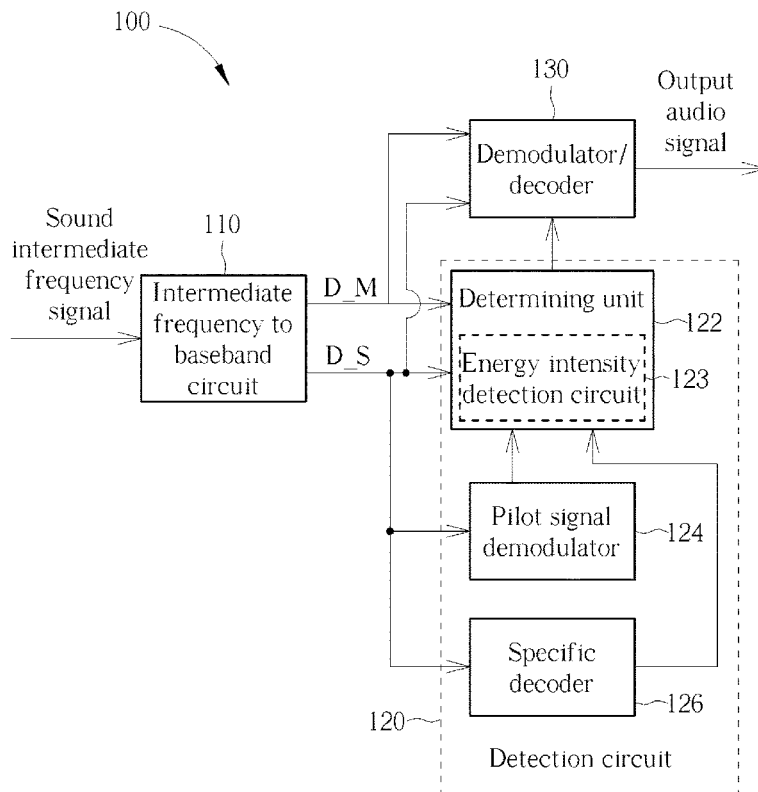 100
130
Output
audio
signal
Demodulator/
decoder
Sound
intermediate
frequency
signal
110
Intermediate
frequency to
baseband
circuit
D_M
D_S
Determining unit
122
Energy intensity
detection circuit
123
Pilot signal
demodulator
124
Specific
decoder
126
120
Detection circuit